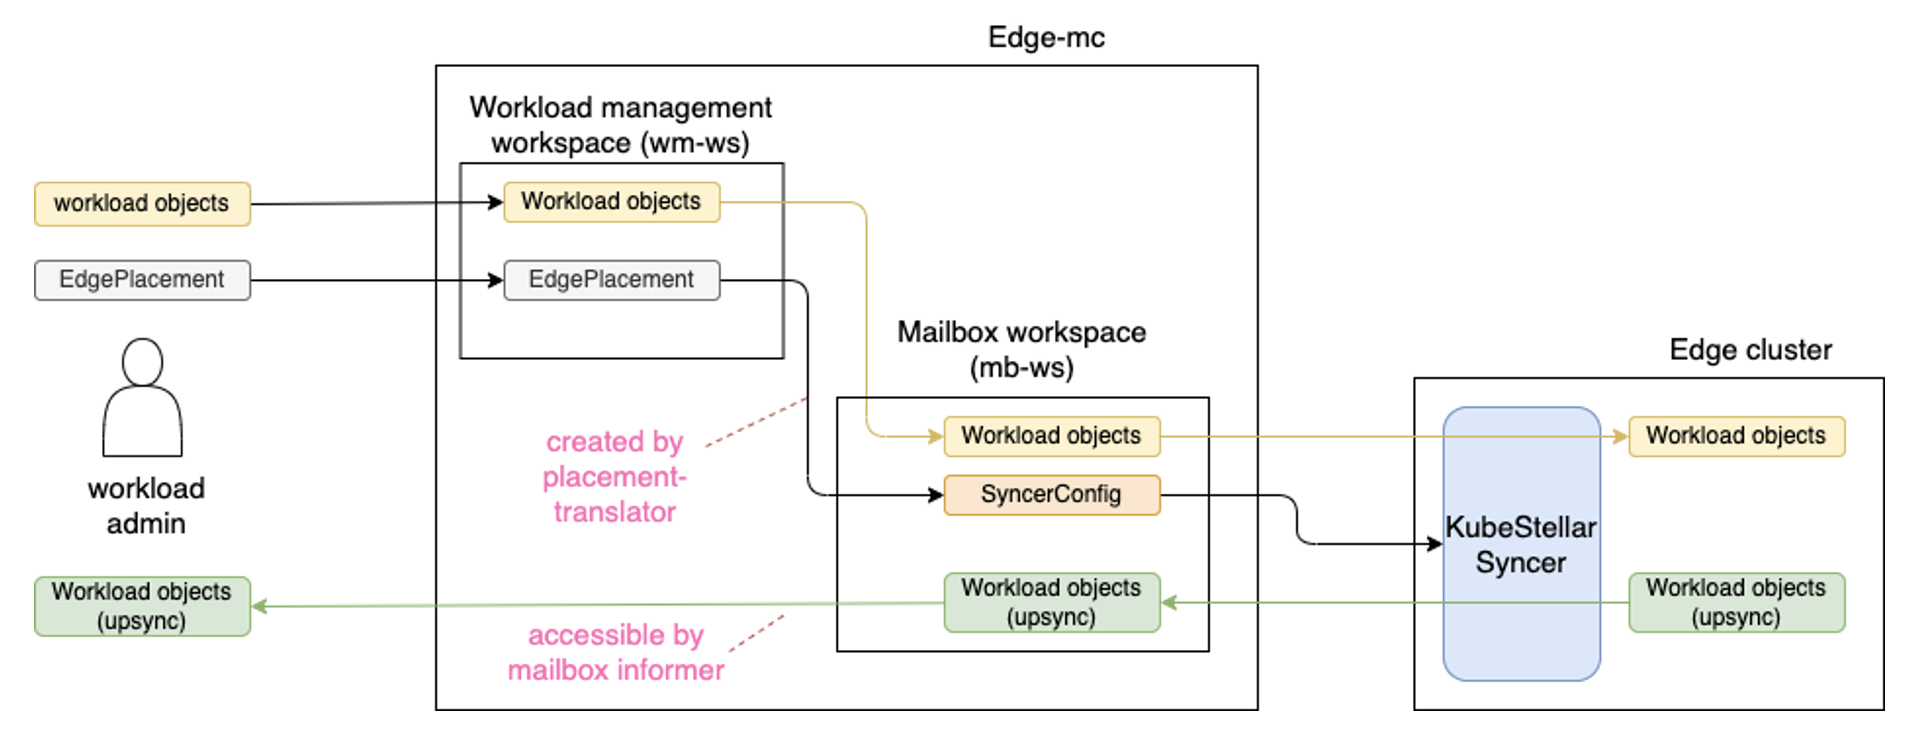 Edge-mc
Workload management
workspace (wm-ws)
workload objects
Workload objects
EdgePlacement
EdgePlacement
Mailbox workspace
(mb-ws)
Edge cluster
created by
placement-
translator
Workload objects
Workload objects
SyncerConfig
KubeStellar
Syncer
workload
admin
Workload objects
(upsync)
Workload objects
(upsync)
Workload objects
(upsync)
accessible by
mailbox informer